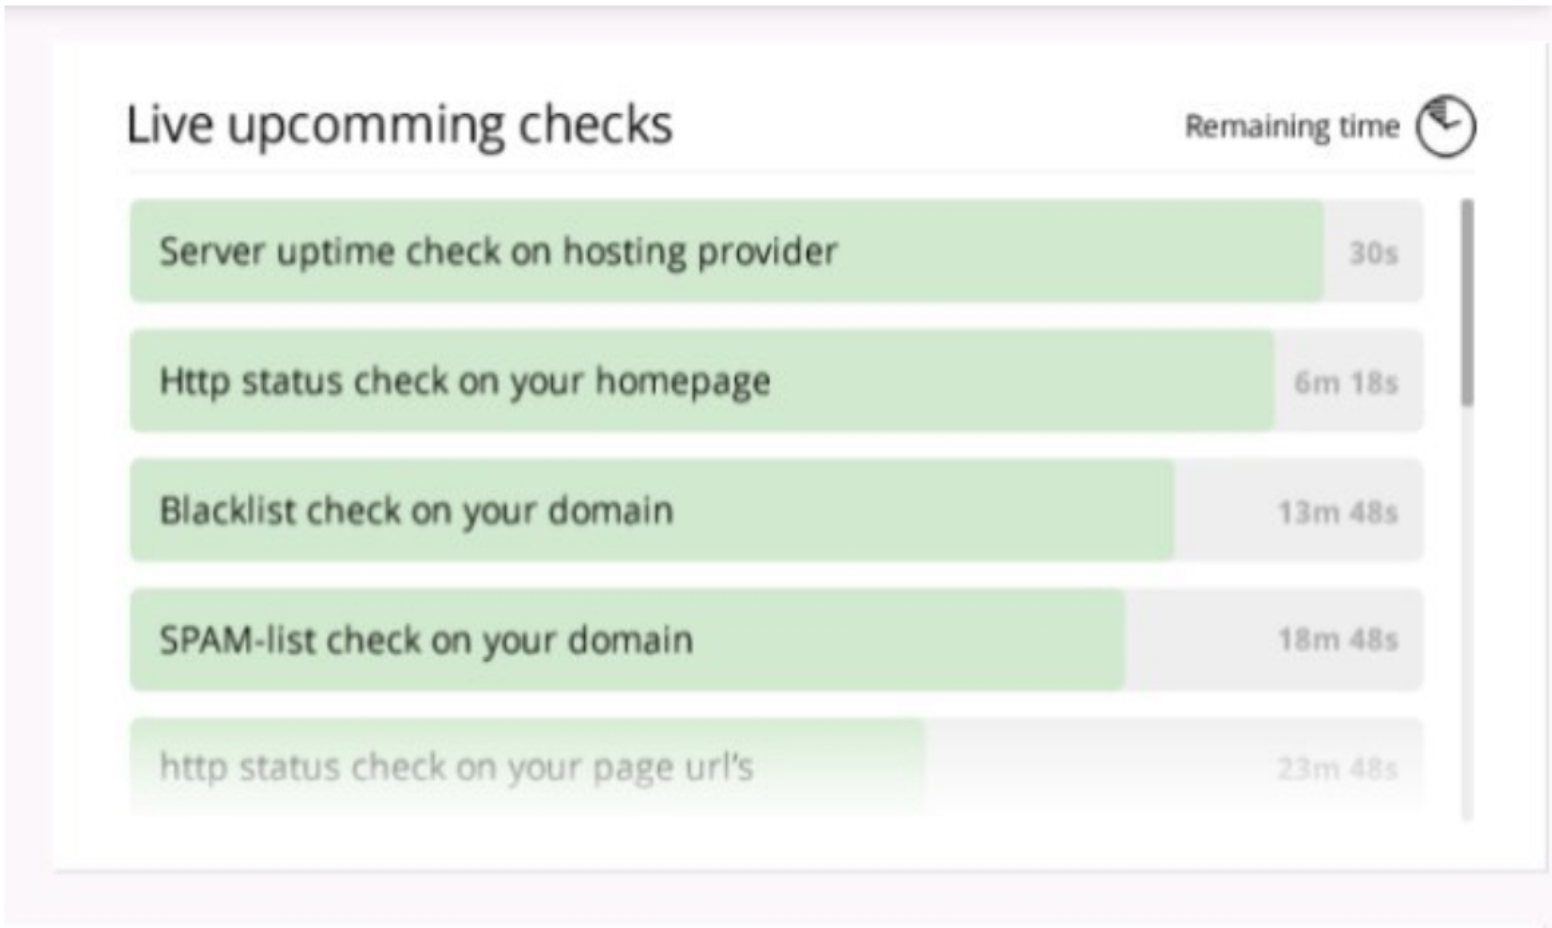 Live upcomming checks
Remaining time
Server uptime check on hosting provider
30s
Http status check on your homepage
6m 18s
Blacklist check on your domain
13m 48s
SPAM-list check on your domain
18m 48s
http status check on your page url’s
23m 48s